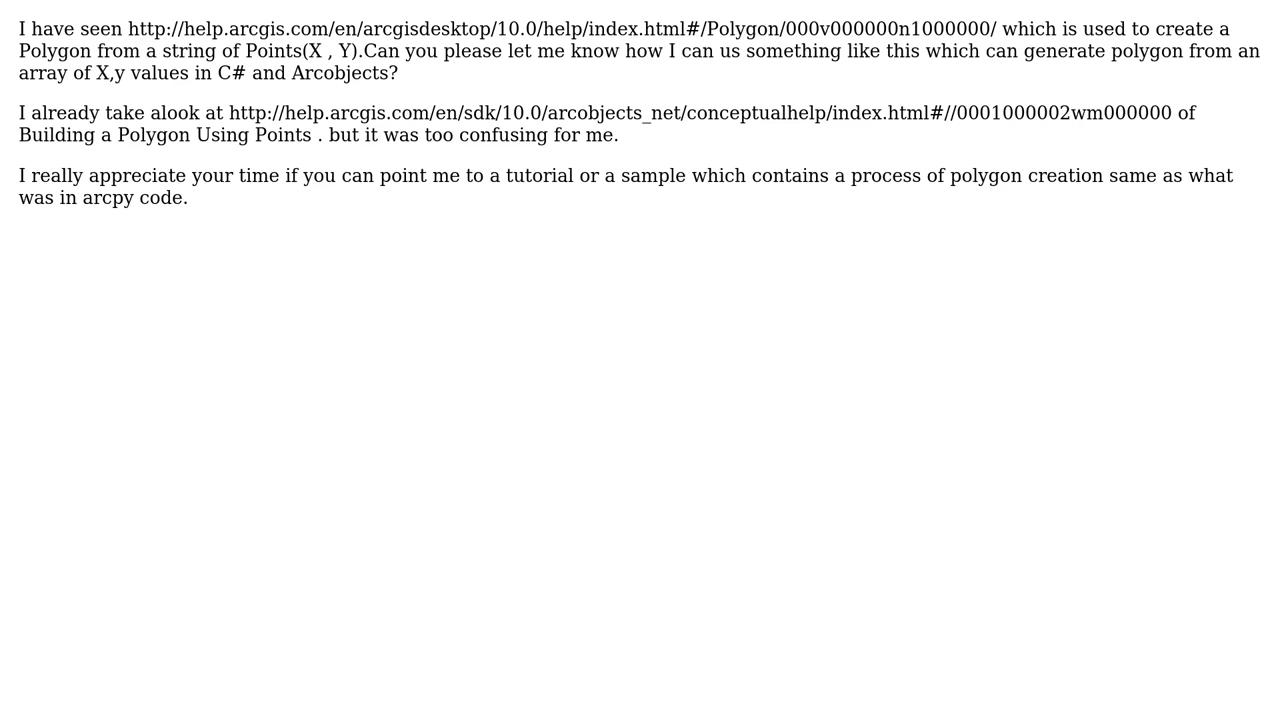 I have seen http://help.arcgis.com/en/arcgisdesktop/10.0/help/index.html#/Polygon/000v000000n1000000/ which is used to create a
Polygon from a string of Points(X , Y).Can you please let me know how I can us something like this which can generate polygon from an
array of X,y values in C# and Arcobjects?
I already take alook at http://help.arcgis.com/en/sdk/10.0/arcobjects_net/conceptualhelp/index.html#//0001000002wm000000 of
Building a Polygon Using Points . but it was too confusing for me.
I really appreciate your time if you can point me to a tutorial or a sample which contains a process of polygon creation same as what
was in arcpy code.